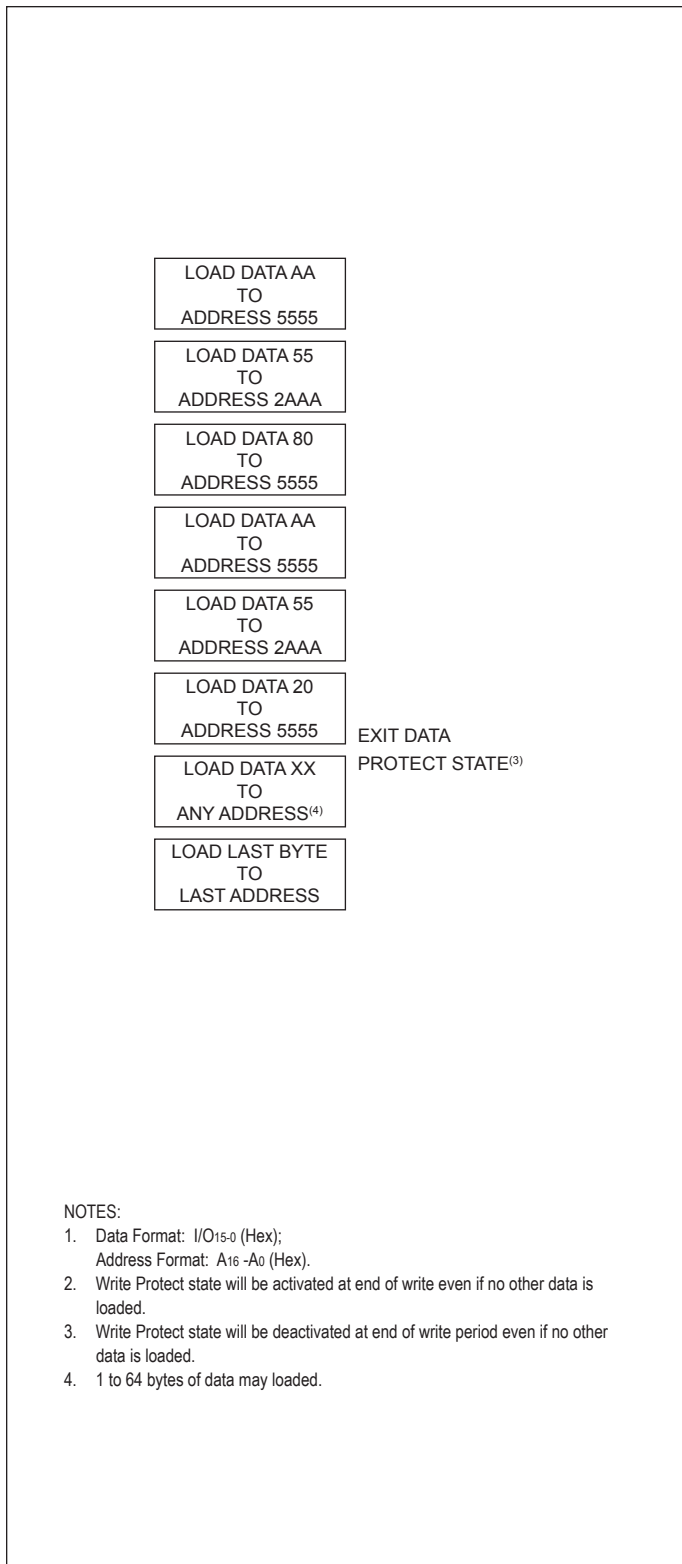 LOAD DATA AA
TO
ADDRESS 5555
LOAD DATA 55
TO
ADDRESS 2AAA
LOAD DATA 80
TO
ADDRESS 5555
LOAD DATA AA
TO
ADDRESS 5555
LOAD DATA 55
TO
ADDRESS 2AAA
LOAD DATA 20
TO
ADDRESS 5555
EXIT DATA
PROTECT STATE(3)
LOAD DATA XX
TO
ANY ADDRESS(4)
LOAD LAST BYTE
TO
LAST ADDRESS
NOTES:
1. Data Format: I/O15-0 (Hex);
Address Format: A16 -A0 (Hex).
2. Write Protect state will be activated at end of write even if no other data is
loaded.
3. Write Protect state will be deactivated at end of write period even if no other
data is loaded.
4. 1 to 64 bytes of data may loaded.